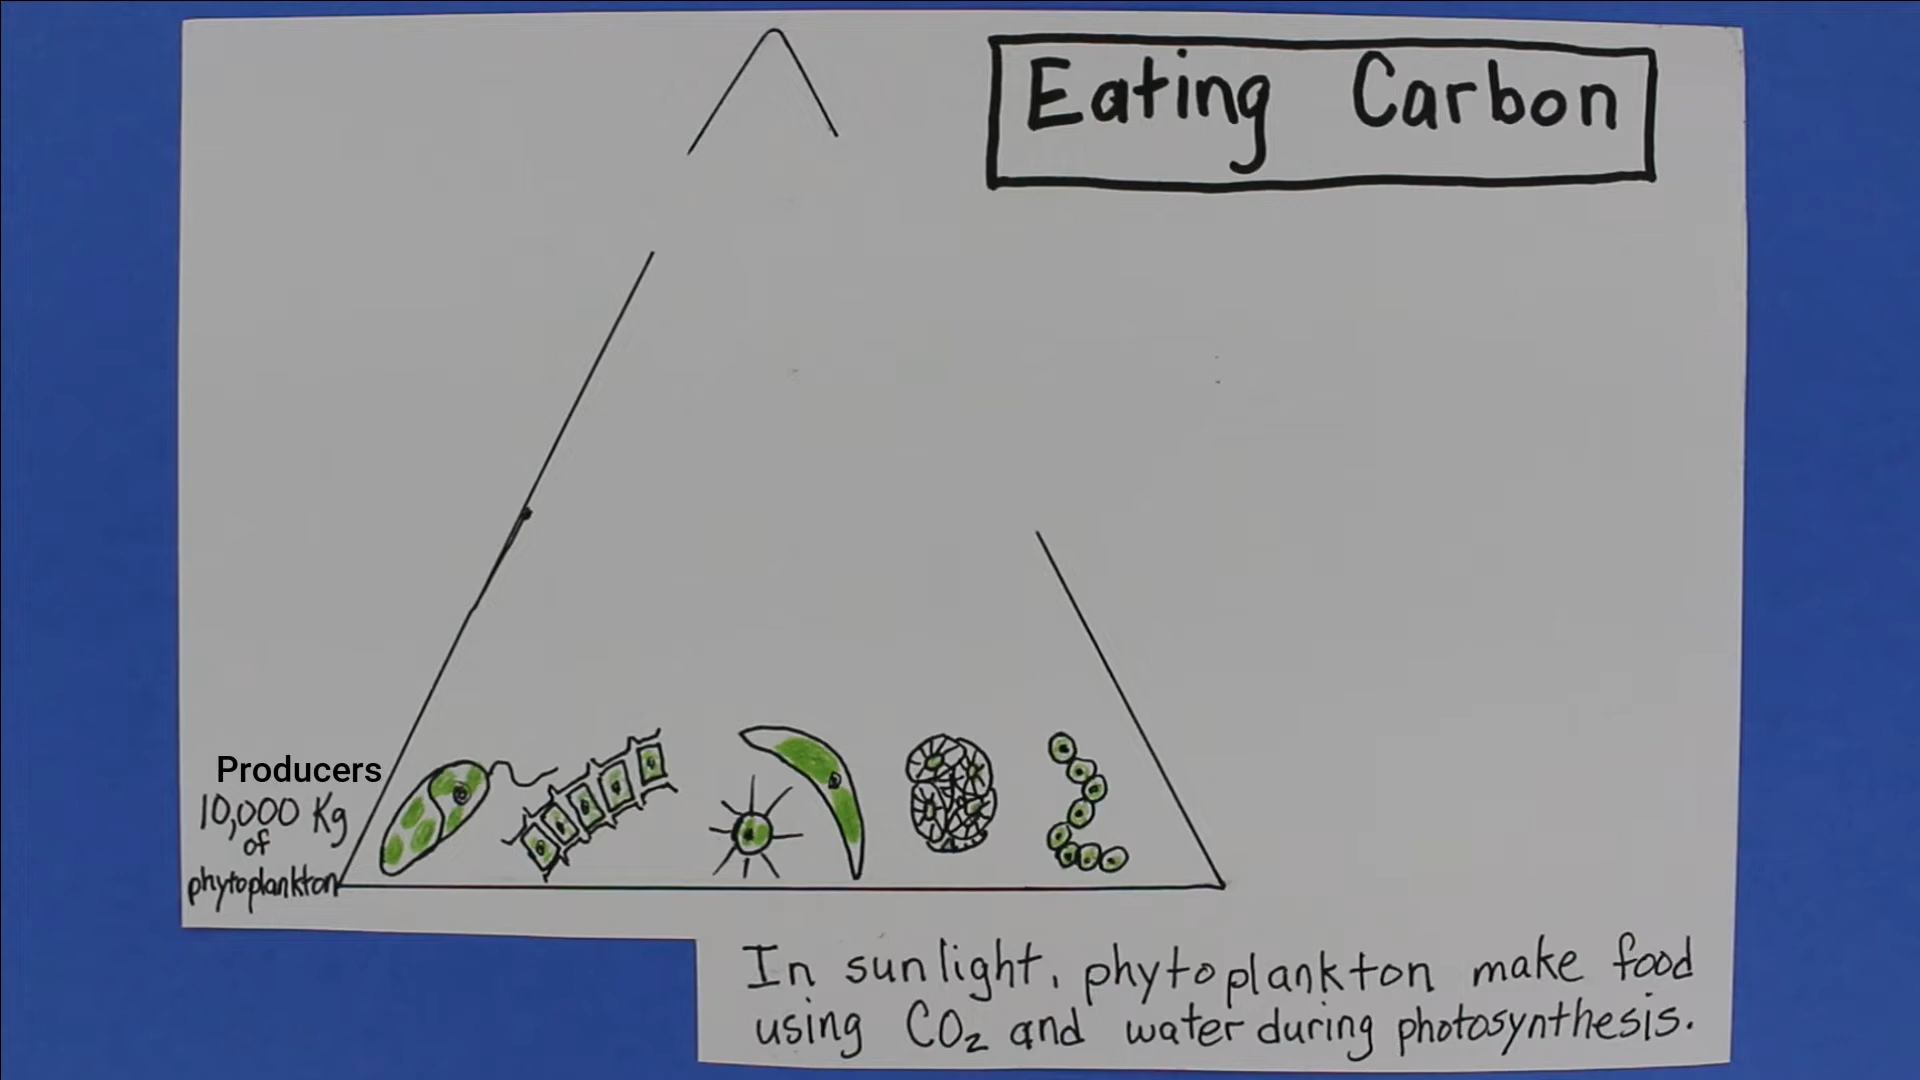 Eating Carbon
Producers
10,000 Kg
of
phytoplankton
In sunlight, phytoplankton make food
using CO₂ and water during photosynthesis.